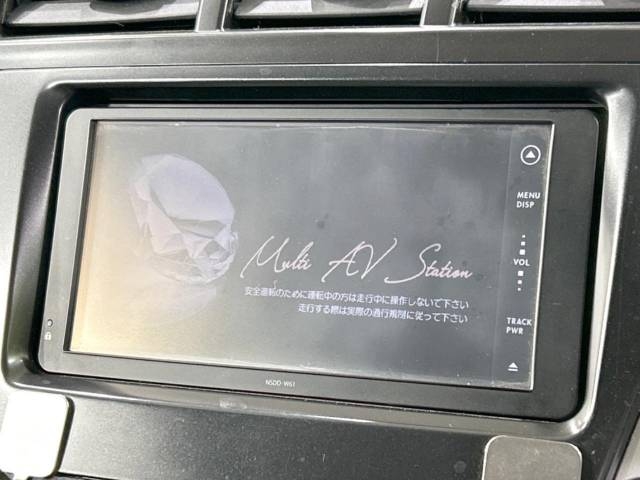 Multi AV Station
安全運転のために運転中の方は走行中に操作しないで下さい
走行する際は実際の通行規制に従って下さい
MENU
DISP
VOL
TRACK
PWR
NSDD-W61